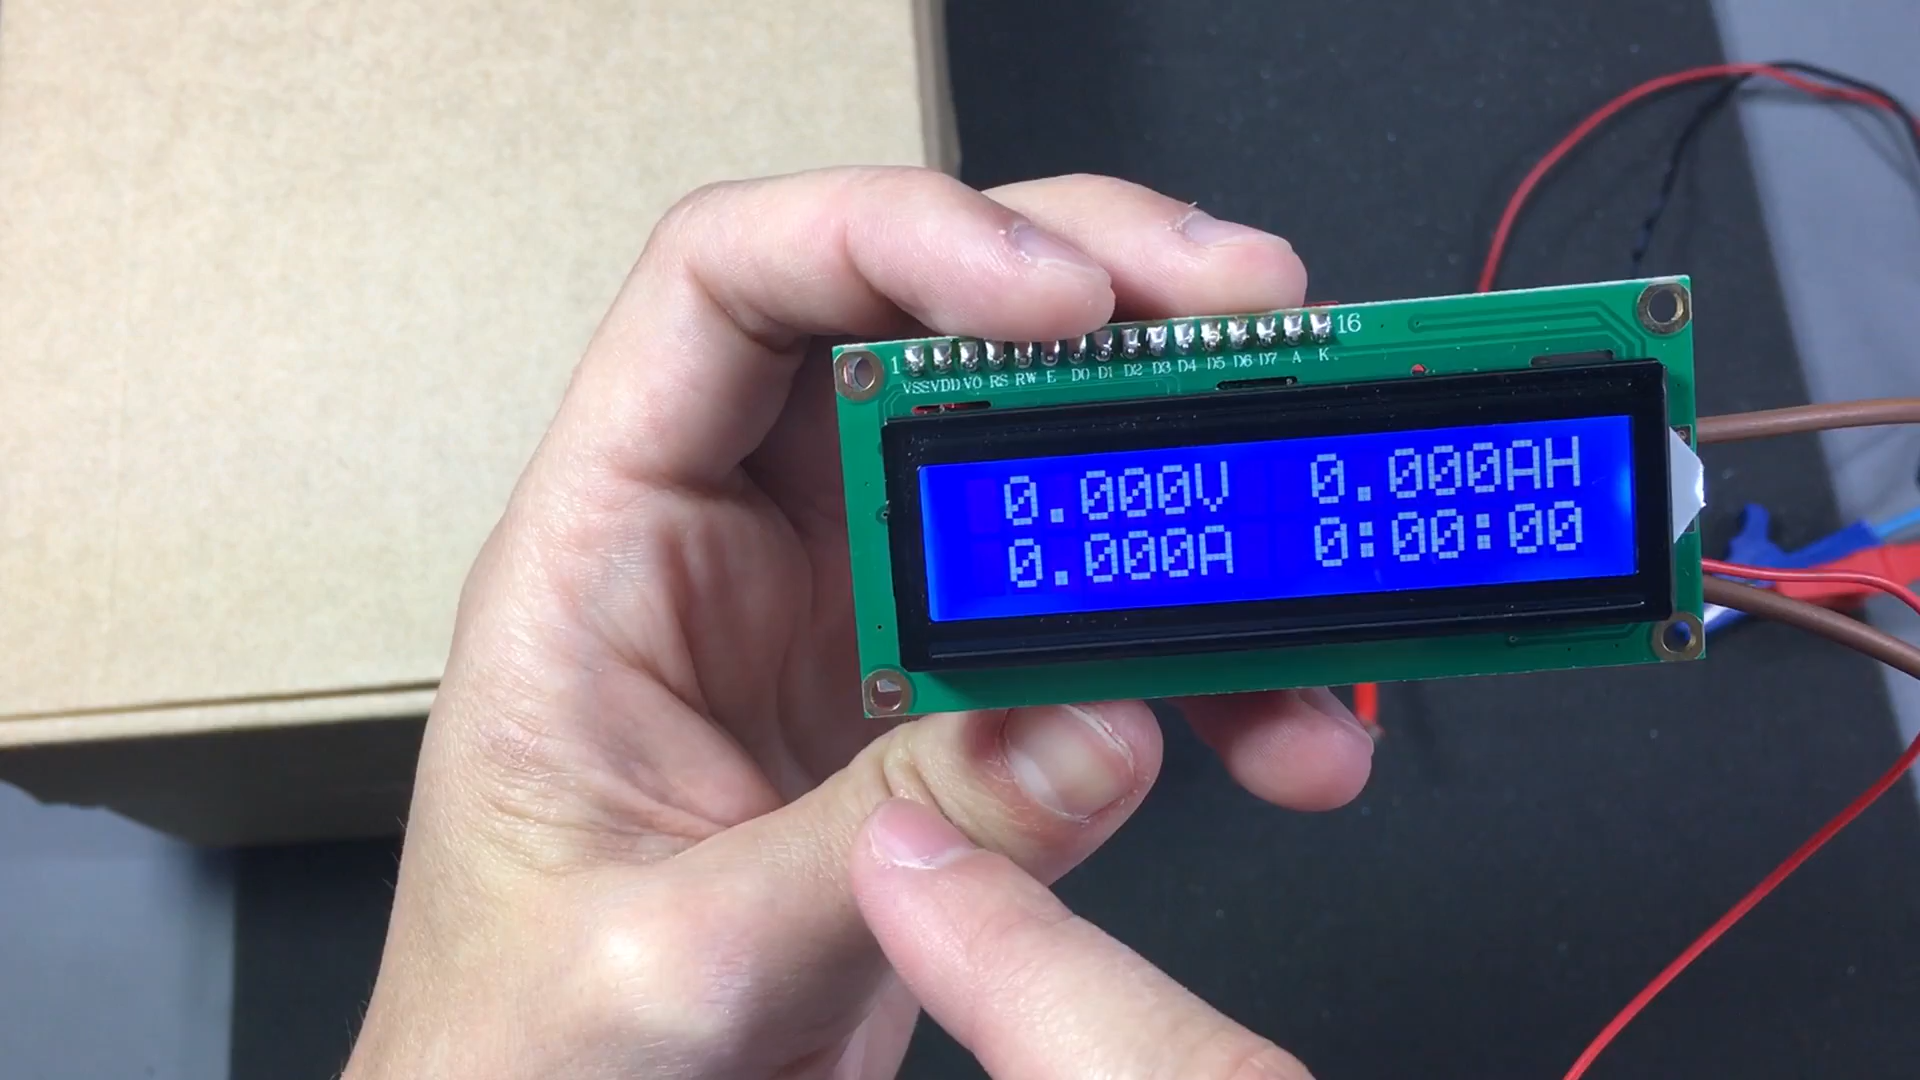 1 16
VSS VDD VO RS RW E D0 D1 D2 D3 D4 D5 D6 D7 A K
0.000V 0.000AH
0.000A 0:00:00